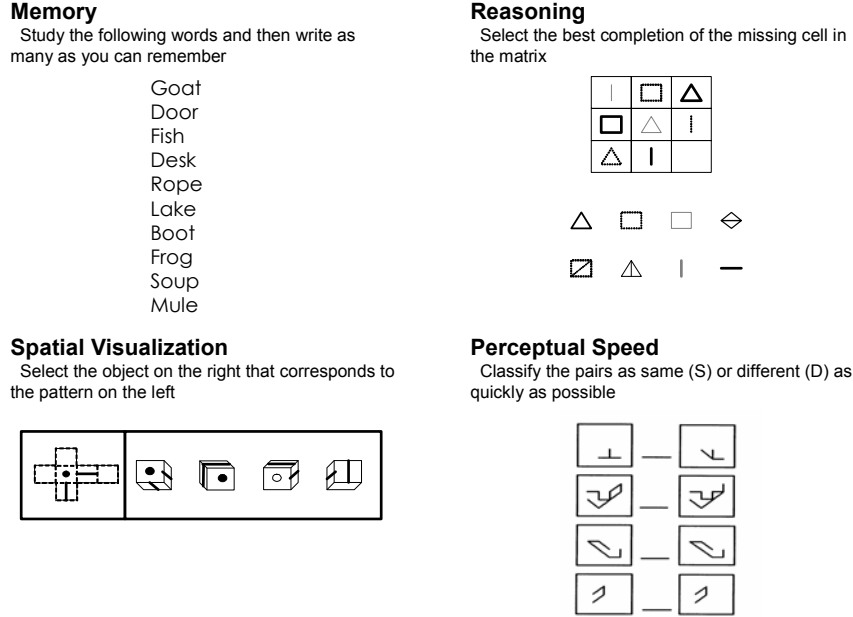 Memory
Study the following words and then write as
many as you can remember
Goat
Door
Fish
Desk
Rope
Lake
Boot
Frog
Soup
Mule
Reasoning
Select the best completion of the missing cell in
the matrix
Spatial Visualization
Select the object on the right that corresponds to
the pattern on the left
Perceptual Speed
Classify the pairs as same (S) or different (D) as
quickly as possible